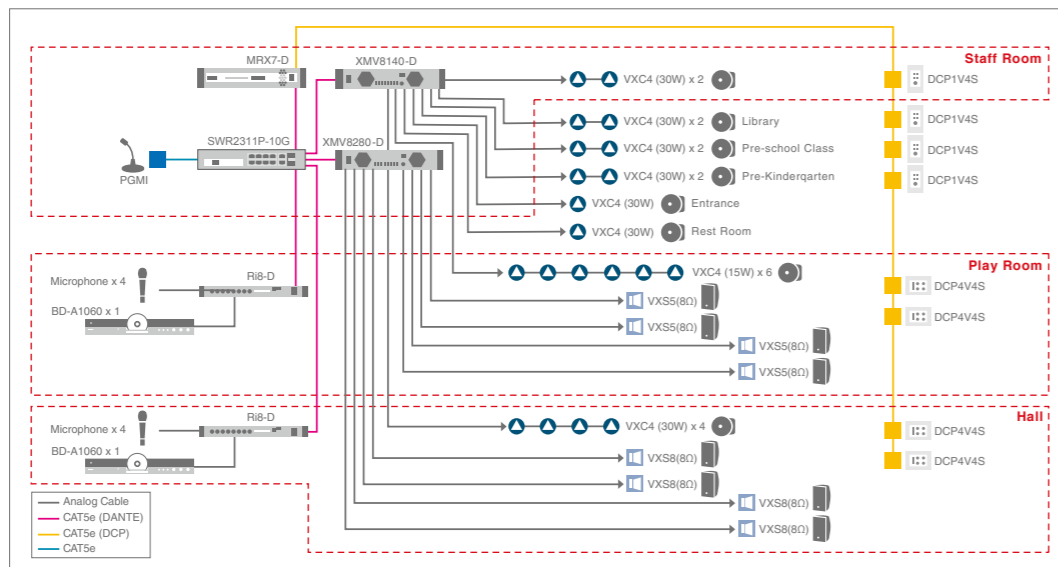 MRX7-D
XMV8140-D
Staff Room
VXC4 (30W) x 2
DCP1V4S
VXC4 (30W) x 2 Library
DCP1V4S
SWR2311P-10G
XMV8280-D
VXC4 (30W) x 2 Pre-school Class
DCP1V4S
PGMI
VXC4 (30W) x 2 Pre-Kinderqarten
DCP1V4S
VXC4 (30W) Entrance
VXC4 (30W) Rest Room
Play Room
Microphone x 4
Ri8-D
VXC4 (15W) x 6
DCP4V4S
BD-A1060 x 1
VXS5(8Ω)
DCP4V4S
VXS5(8Ω)
VXS5(8Ω)
VXS5(8Ω)
Hall
Microphone x 4
Ri8-D
VXC4 (30W) x 4
DCP4V4S
BD-A1060 x 1
VXS8(8Ω)
DCP4V4S
VXS8(8Ω)
VXS8(8Ω)
VXS8(8Ω)
Analog Cable
CAT5e (DANTE)
CAT5e (DCP)
CAT5e